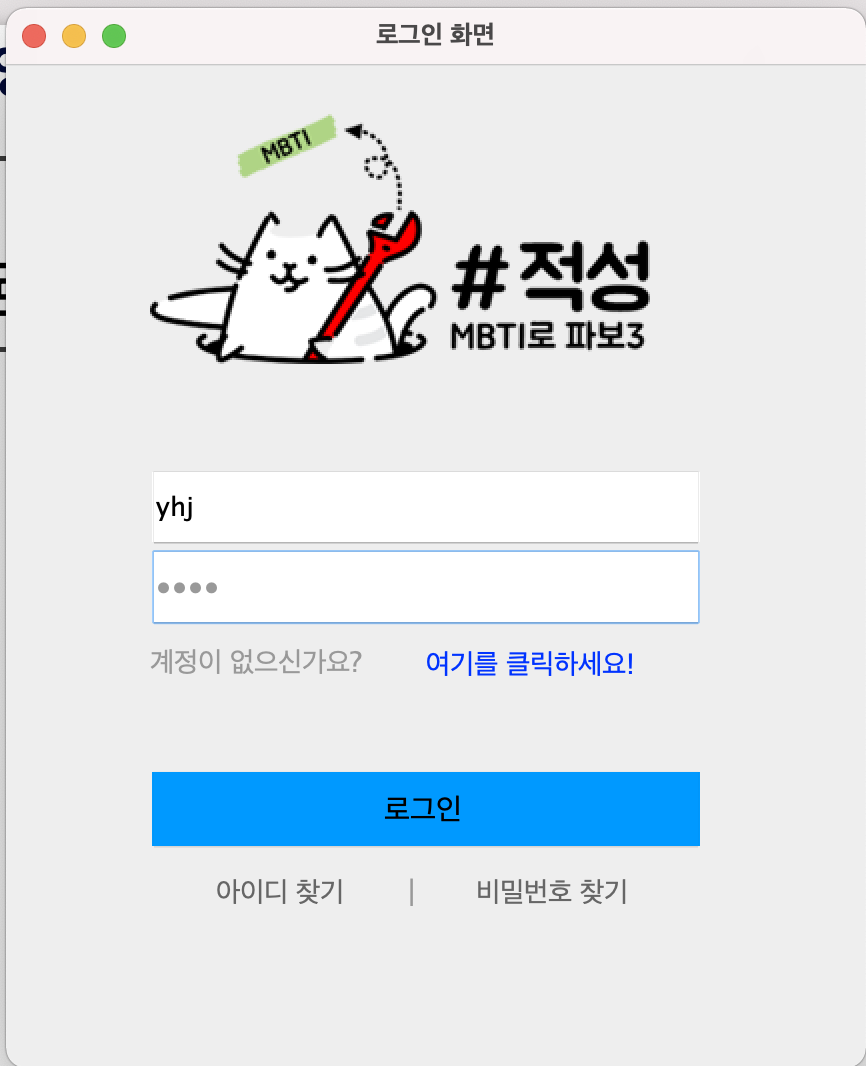 로그인 화면
MBTI
#적성
MBTI로 파보3
yhj
계정이 없으신가요? 여기를 클릭하세요!
로그인
아이디 찾기 | 비밀번호 찾기